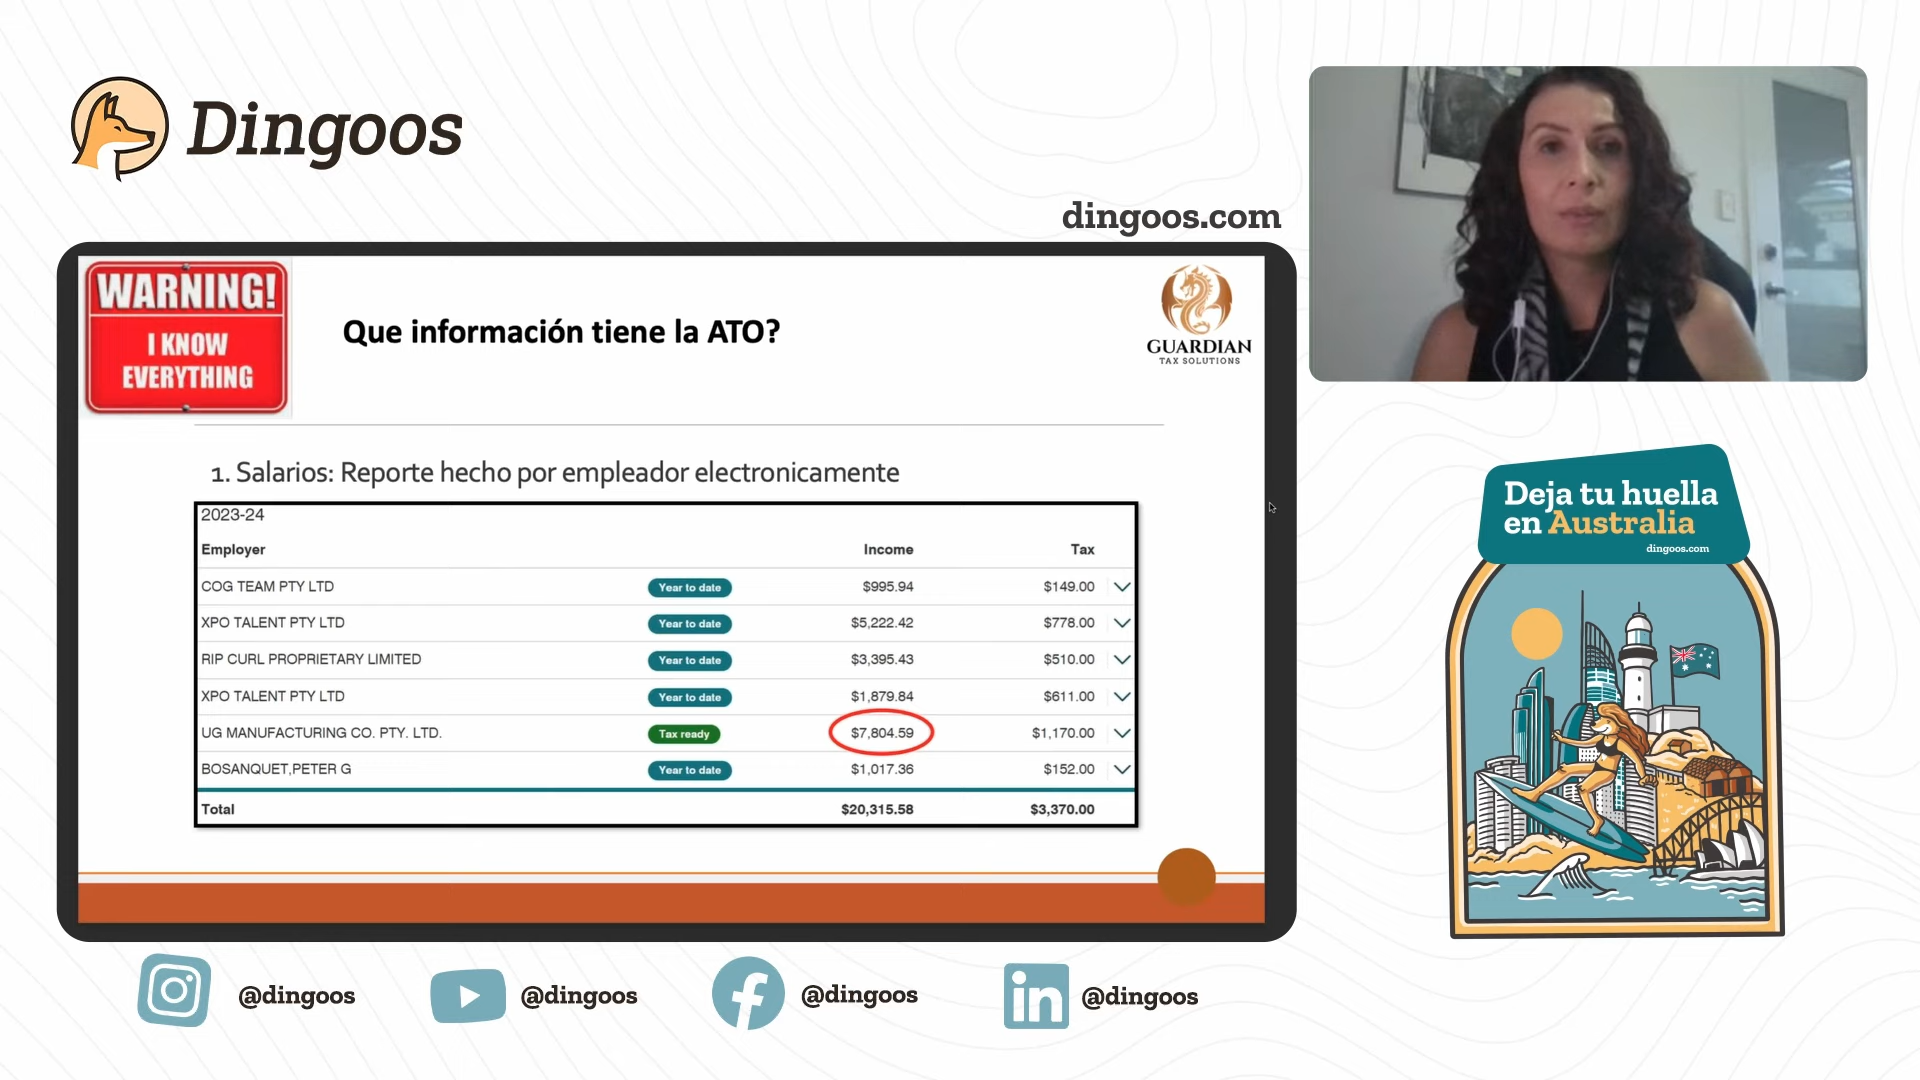 Dingoos
dingoos.com
WARNING!
I KNOW
EVERYTHING
Que información tiene la ATO?
GUARDIAN
TAX SOLUTIONS
1. Salarios: Reporte hecho por empleador electronicamente
2023-24
Employer Income Tax
COG TEAM PTY LTD Year to date $995.94 $149.00
XPO TALENT PTY LTD Year to date $5,222.42 $778.00
RIP CURL PROPRIETARY LIMITED Year to date $3,395.43 $510.00
XPO TALENT PTY LTD Year to date $1,879.84 $611.00
UG MANUFACTURING CO. PTY. LTD. Tax ready $7,804.59 $1,170.00
BOSANQUET,PETER G Year to date $1,017.36 $152.00
Total $20,315.58 $3,370.00
Deja tu huella
en Australia
dingoos.com
@dingoos
@dingoos
@dingoos
@dingoos